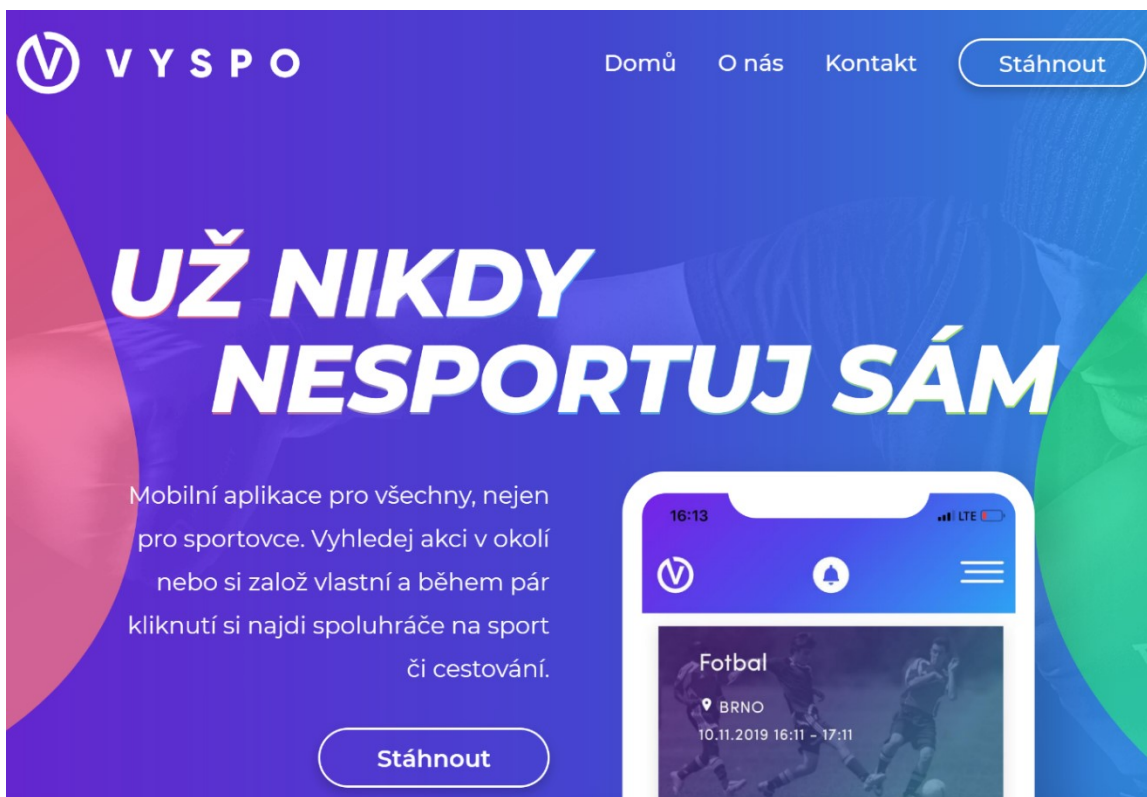 VYSPO
Domů O nás Kontakt Stáhnout
UŽ NIKDY
NESPORTUJ SÁM
Mobilní aplikace pro všechny, nejen
pro sportovce. Vyhledej akci v okolí
nebo si založ vlastní a během pár
kliknutí si najdi spoluhráče na sport
či cestování.
Stáhnout
16:13 LTE
Fotbal
BRNO
10.11.2019 16:11 - 17:11